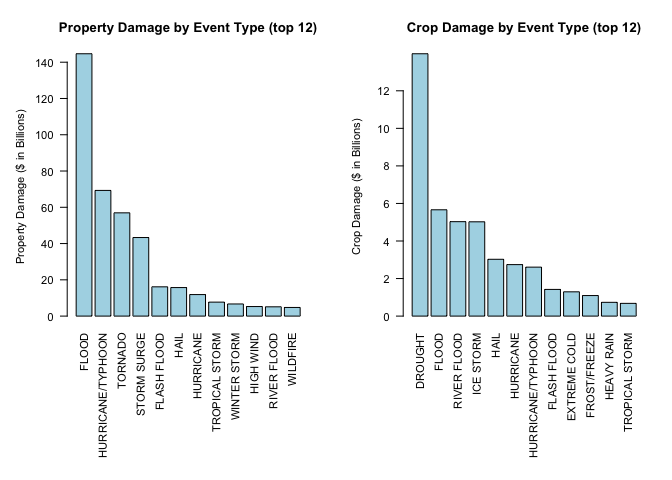 Property Damage by Event Type (top 12)
Property Damage ($ in Billions)
140
120
100
80
60
40
20
0
FLOOD
HURRICANE/TYPHOON
TORNADO
STORM SURGE
FLASH FLOOD
HAIL
HURRICANE
TROPICAL STORM
WINTER STORM
HIGH WIND
RIVER FLOOD
WILDFIRE
Crop Damage by Event Type (top 12)
Crop Damage ($ in Billions)
12
10
8
6
4
2
0
DROUGHT
FLOOD
RIVER FLOOD
ICE STORM
HAIL
HURRICANE
HURRICANE/TYPHOON
FLASH FLOOD
EXTREME COLD
FROST/FREEZE
HEAVY RAIN
TROPICAL STORM